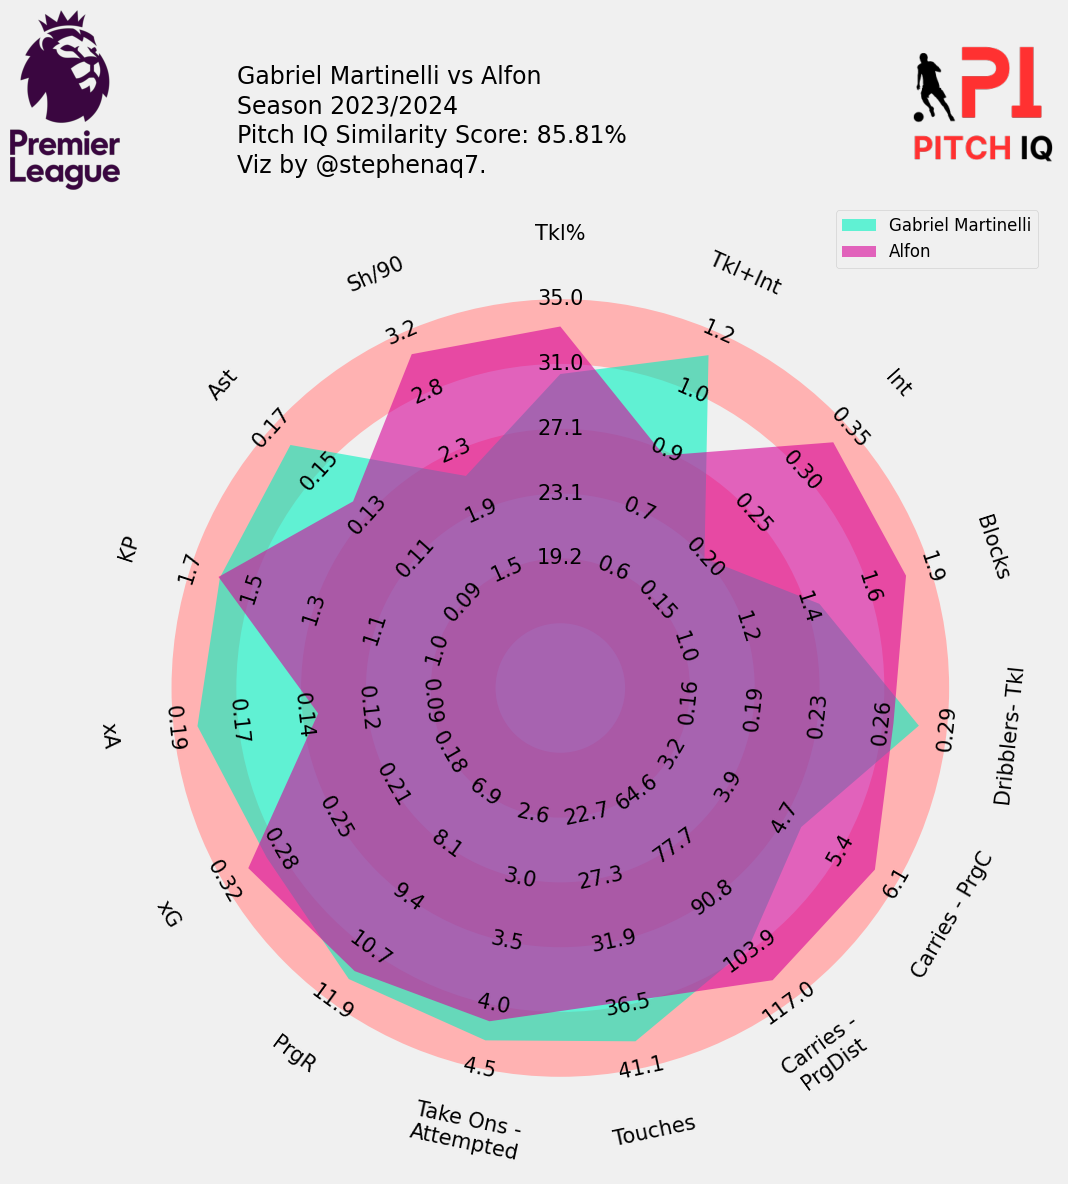 Premier
League
Gabriel Martinelli vs Alfon
Season 2023/2024
Pitch IQ Similarity Score: 85.81%
Viz by @stephenaq7.
PI
PITCH IQ
Gabriel Martinelli
Alfon
Tkl%
35.0
31.0
27.1
23.1
19.2
Tkl+Int
1.2
1.0
0.9
0.7
0.6
Int
0.35
0.30
0.25
0.20
0.15
Blocks
1.9
1.6
1.4
1.2
1.0
Dribblers- Tkl
0.29
0.26
0.23
0.19
0.16
Carries - PrgC
6.1
5.4
4.7
3.9
3.2
Carries -
PrgDist
117.0
103.9
90.8
77.7
64.6
Touches
41.1
36.5
31.9
27.3
22.7
Take Ons -
Attempted
4.5
4.0
3.5
3.0
2.6
PrgR
11.9
10.7
9.4
8.1
6.9
xG
0.32
0.28
0.25
0.21
0.18
xA
0.19
0.17
0.14
0.12
0.09
KP
1.7
1.5
1.3
1.1
1.0
Ast
0.17
0.15
0.13
0.11
0.09
Sh/90
3.2
2.8
2.3
1.9
1.5